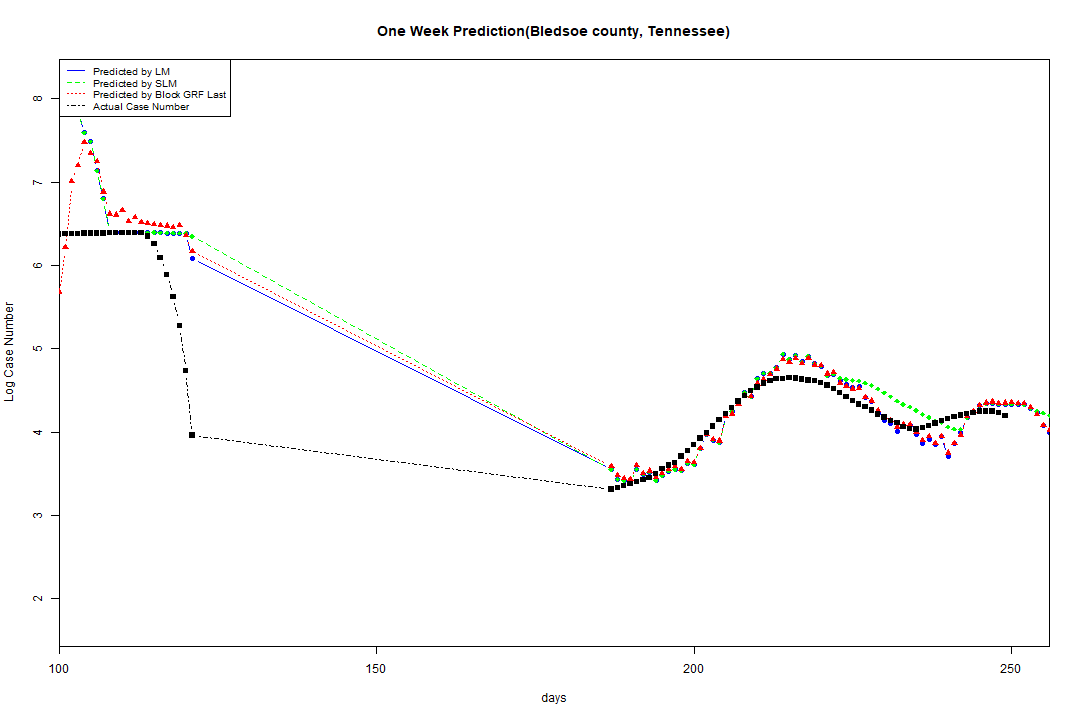 One Week Prediction(Bledsoe county, Tennessee)
Predicted by LM
Predicted by SLM
Predicted by Block GRF Last
Actual Case Number
Log Case Number
8
7
6
5
4
3
2
100 150 200 250
days